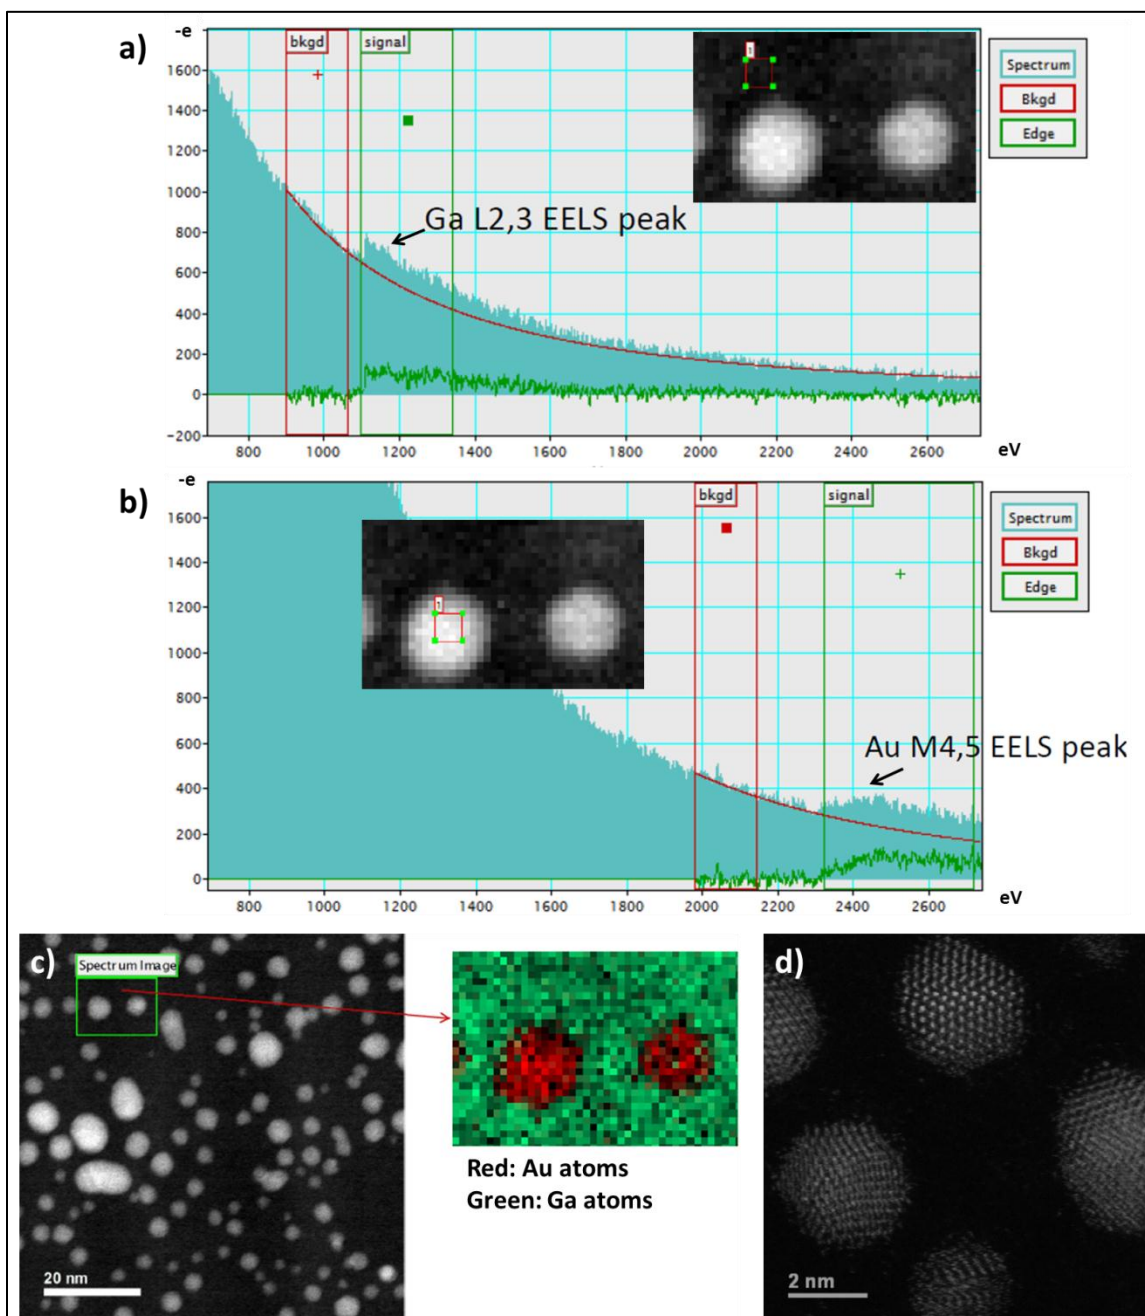 a)
-e
bkgd
signal
1
Spectrum
Bkgd
Edge
Ga L2,3 EELS peak
1600
1400
1200
1000
800
600
400
200
0
-200
800
1000
1200
1400
1600
1800
2000
2200
2400
2600
eV
b)
-e
bkgd
signal
1
Spectrum
Bkgd
Edge
Au M4,5 EELS peak
1600
1400
1200
1000
800
600
400
200
0
800
1000
1200
1400
1600
1800
2000
2200
2400
2600
eV
c)
Spectrum Image
20 nm
Red: Au atoms
Green: Ga atoms
d)
2 nm